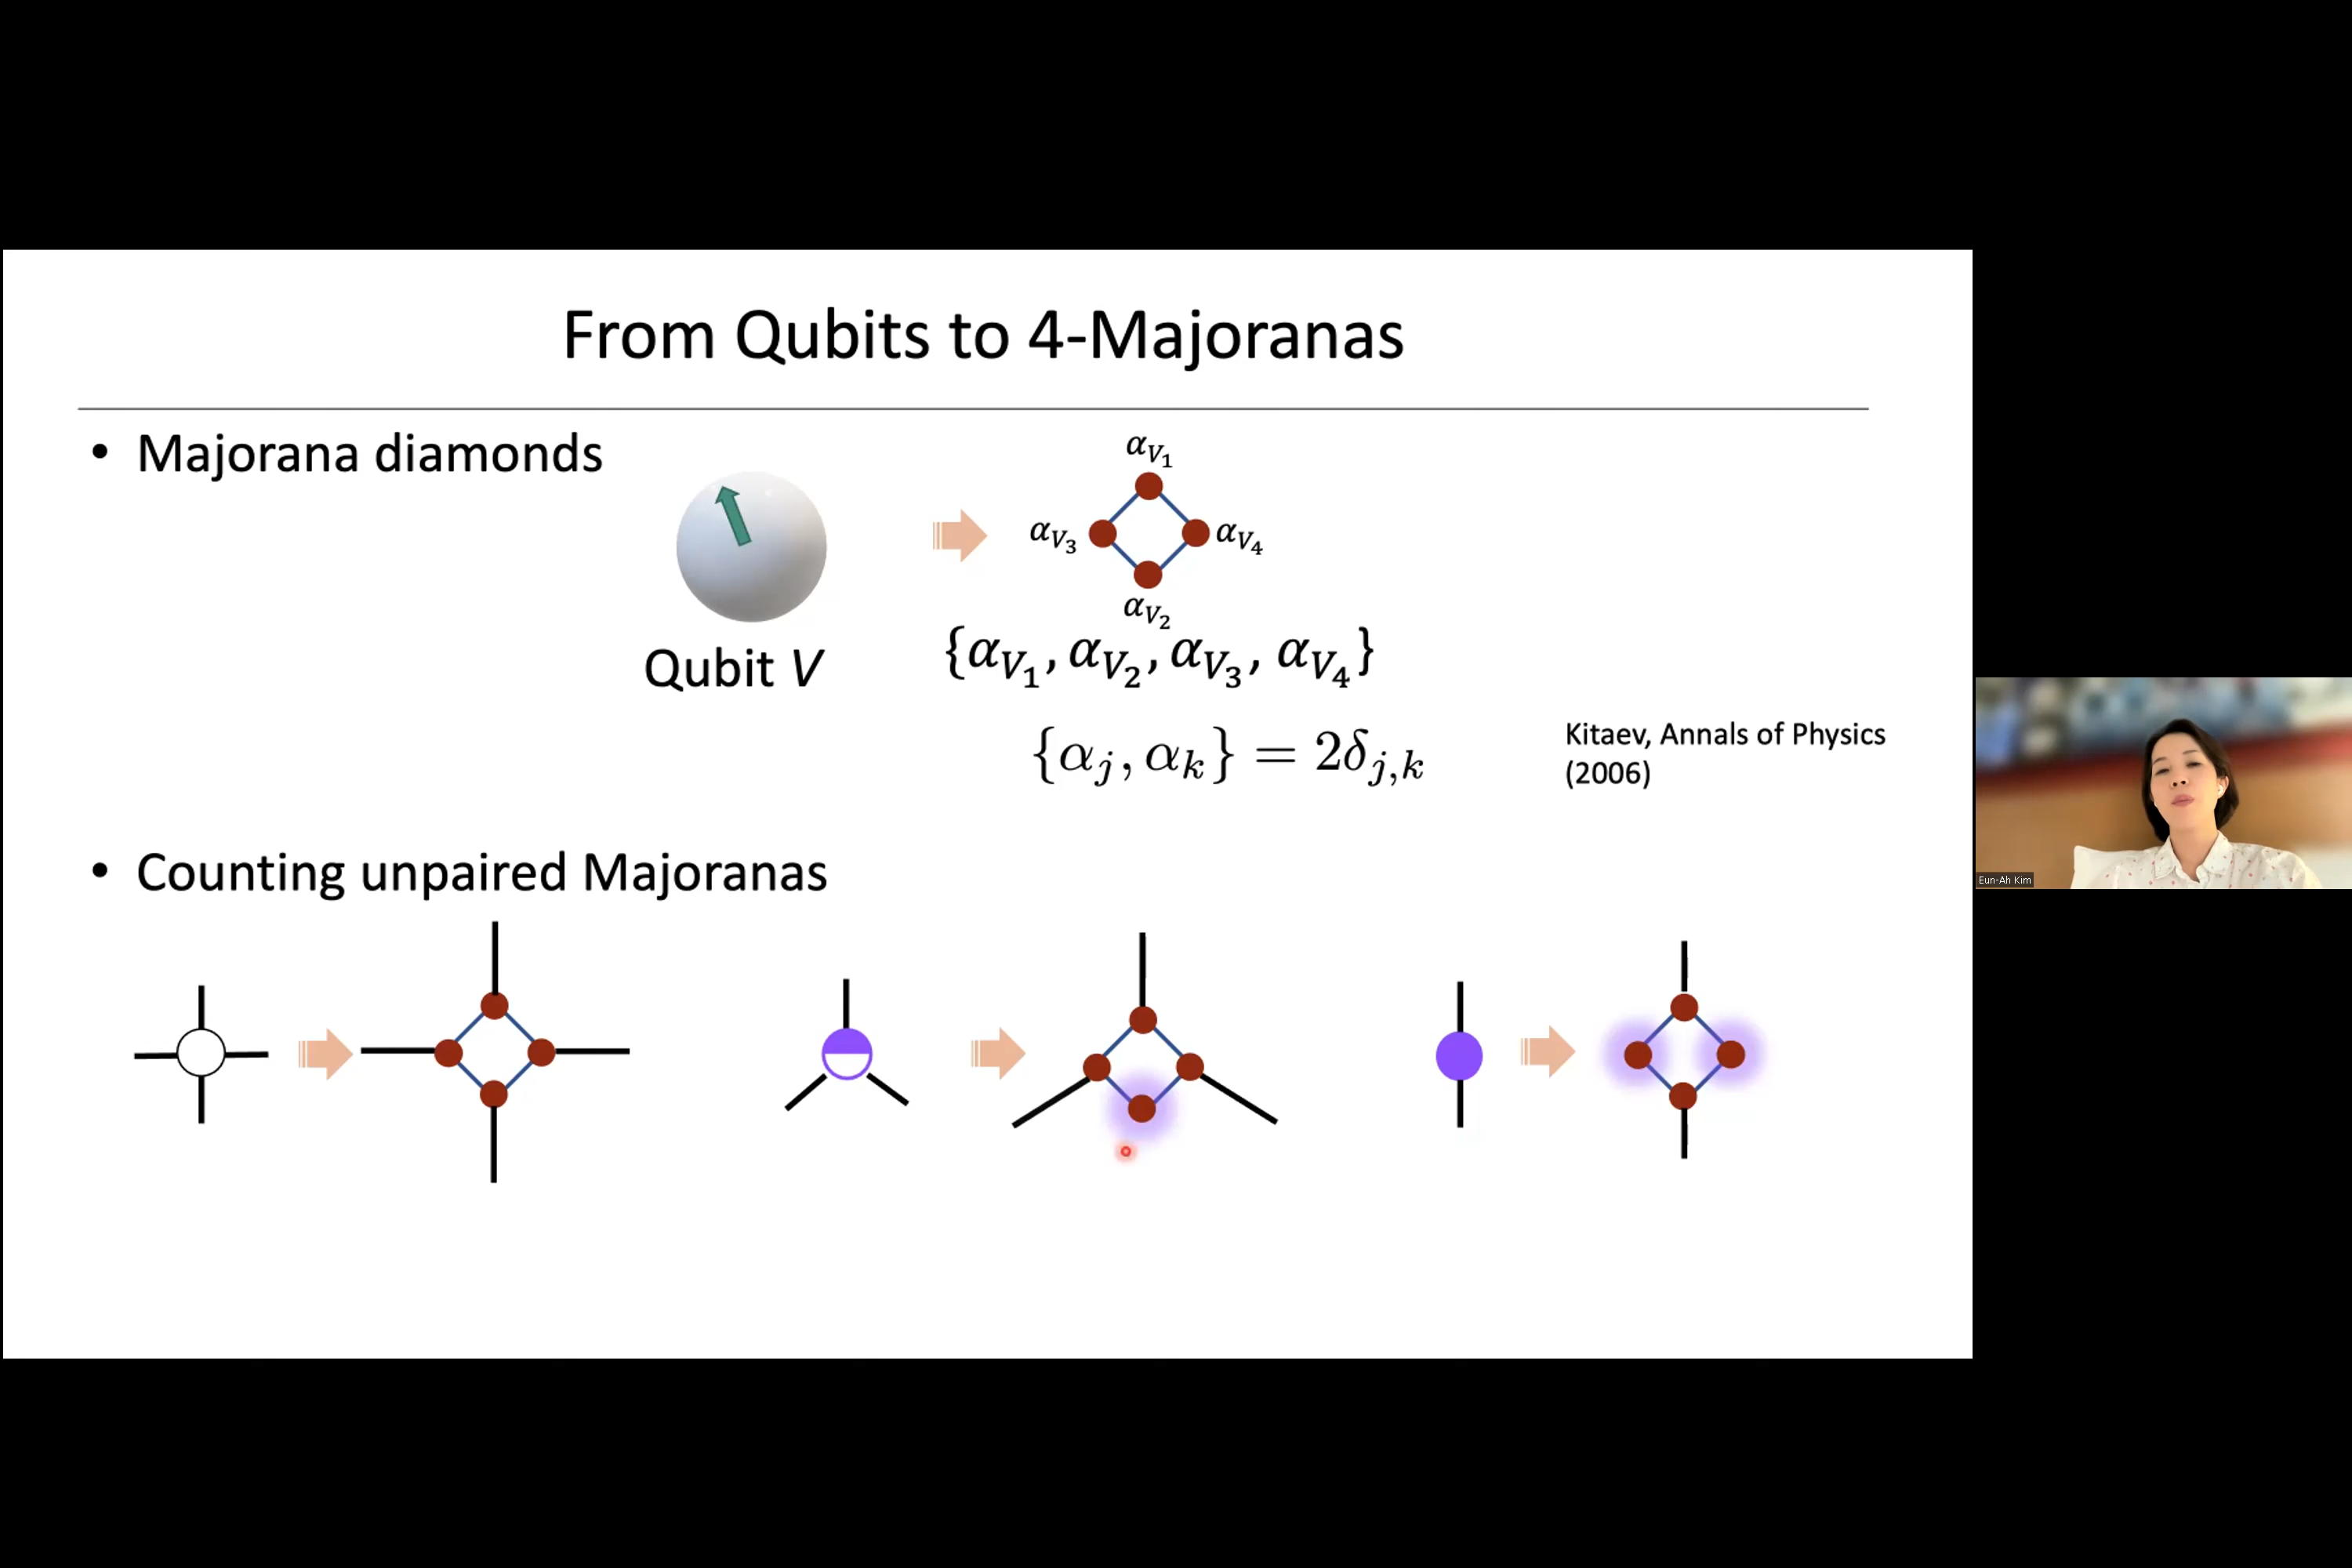 From Qubits to 4-Majoranas
• Majorana diamonds
α_{V_1}
α_{V_3}
α_{V_4}
α_{V_2}
Qubit V
{α_{V_1}, α_{V_2}, α_{V_3}, α_{V_4}}
{α_j, α_k} = 2δ_{j,k}
Kitaev, Annals of Physics
(2006)
• Counting unpaired Majoranas
Eun-Ah Kim